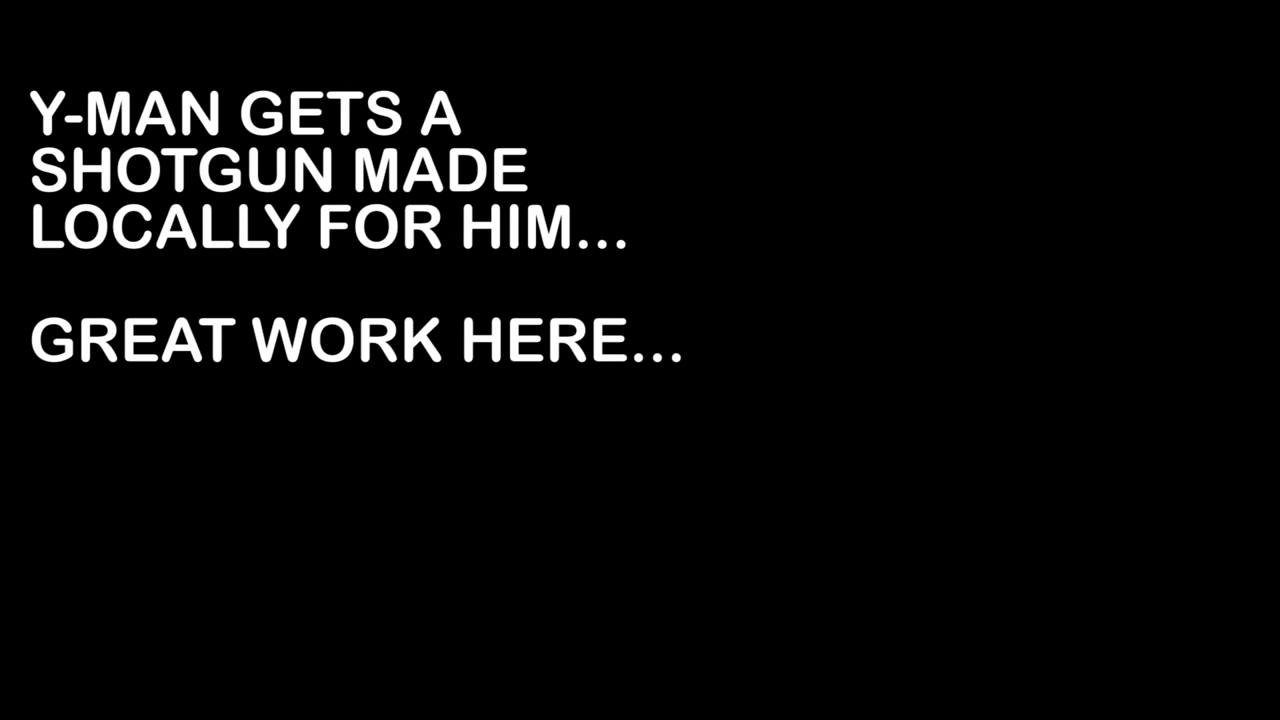 Y-MAN GETS A
SHOTGUN MADE
LOCALLY FOR HIM...
GREAT WORK HERE...